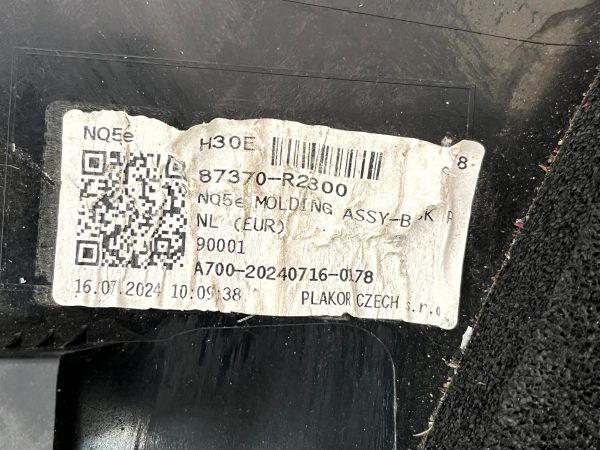 NQ5e H30E 8
87370-R2300
NQ5e MOLDING ASSY-B K P
NL (EUR)
90001
A700-20240716-0178
16.07.2024 10:09:38 PLAKOR CZECH s.r.o.